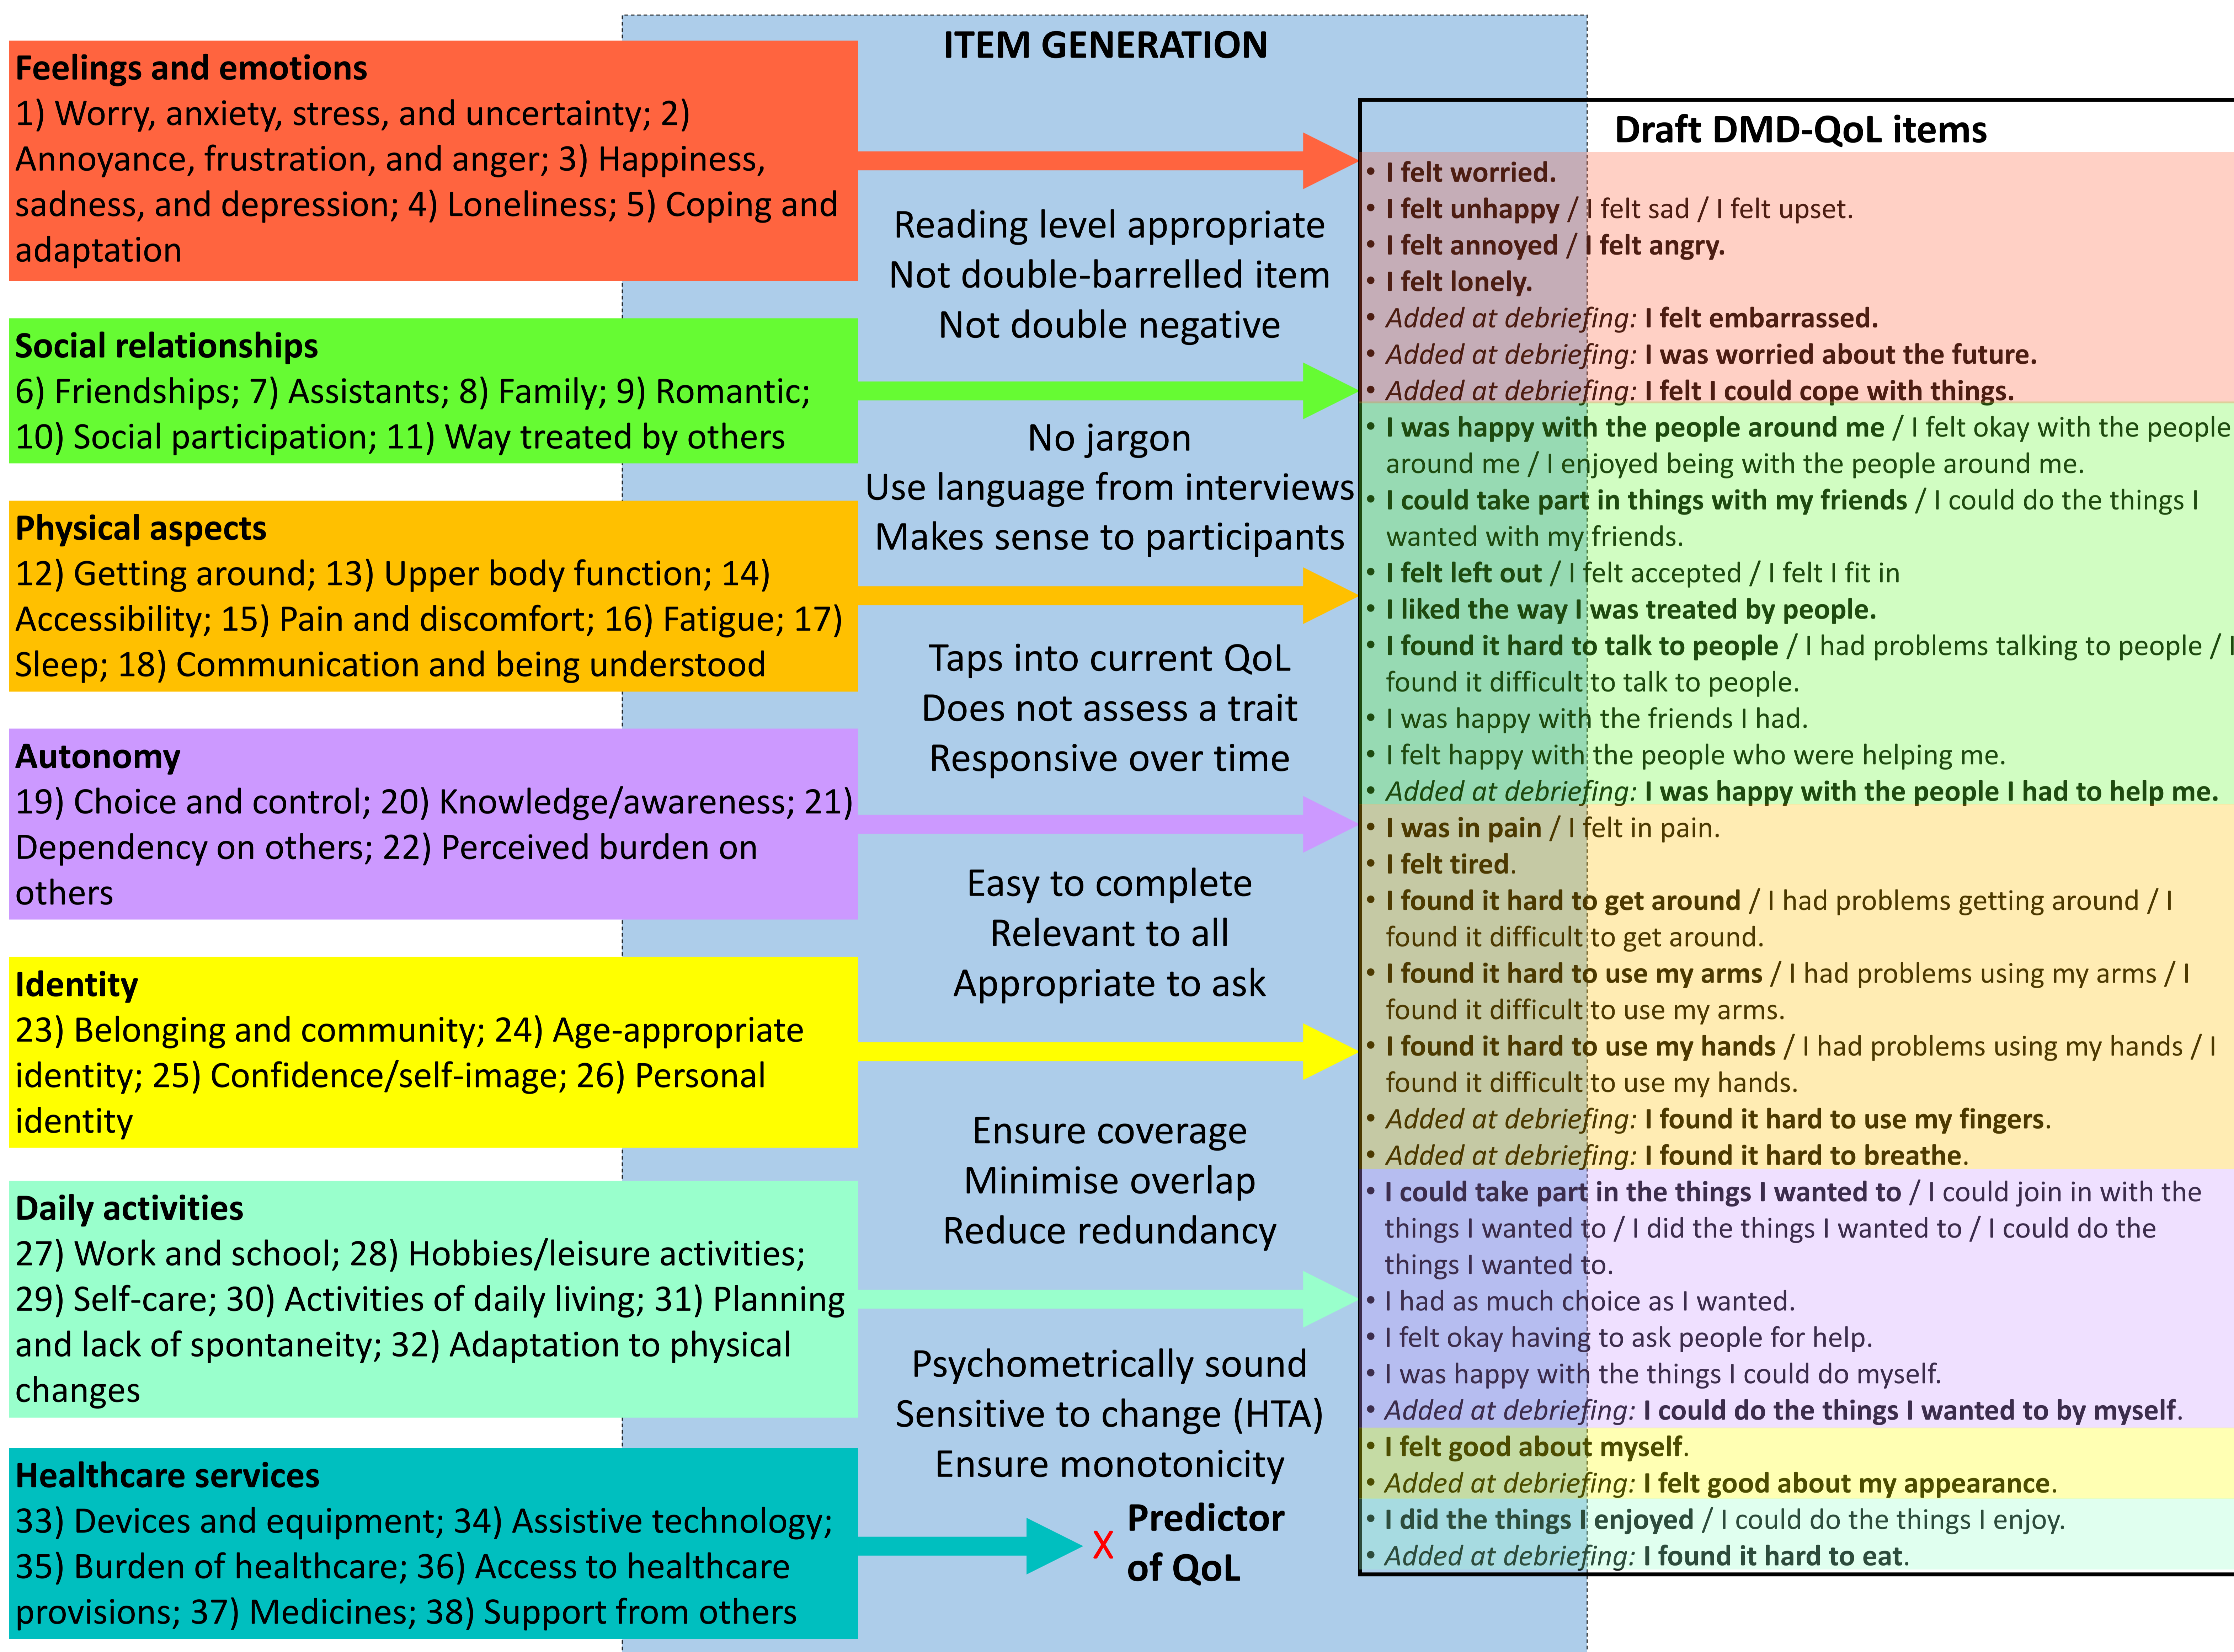 ITEM GENERATION
Feelings and emotions
1) Worry, anxiety, stress, and uncertainty; 2)
Annoyance, frustration, and anger; 3) Happiness,
sadness, and depression; 4) Loneliness; 5) Coping and
adaptation
Social relationships
6) Friendships; 7) Assistants; 8) Family; 9) Romantic;
10) Social participation; 11) Way treated by others
Physical aspects
12) Getting around; 13) Upper body function; 14)
Accessibility; 15) Pain and discomfort; 16) Fatigue; 17)
Sleep; 18) Communication and being understood
Autonomy
19) Choice and control; 20) Knowledge/awareness; 21)
Dependency on others; 22) Perceived burden on
others
Identity
23) Belonging and community; 24) Age-appropriate
identity; 25) Confidence/self-image; 26) Personal
identity
Daily activities
27) Work and school; 28) Hobbies/leisure activities;
29) Self-care; 30) Activities of daily living; 31) Planning
and lack of spontaneity; 32) Adaptation to physical
changes
Healthcare services
33) Devices and equipment; 34) Assistive technology;
35) Burden of healthcare; 36) Access to healthcare
provisions; 37) Medicines; 38) Support from others
Reading level appropriate
Not double-barrelled item
Not double negative
No jargon
Use language from interviews
Makes sense to participants
Taps into current QoL
Does not assess a trait
Responsive over time
Easy to complete
Relevant to all
Appropriate to ask
Ensure coverage
Minimise overlap
Reduce redundancy
Psychometrically sound
Sensitive to change (HTA)
Ensure monotonicity
X Predictor
of QoL
Draft DMD-QoL items
• I felt worried.
• I felt unhappy / I felt sad / I felt upset.
• I felt annoyed / I felt angry.
• I felt lonely.
• Added at debriefing: I felt embarrassed.
• Added at debriefing: I was worried about the future.
• Added at debriefing: I felt I could cope with things.
• I was happy with the people around me / I felt okay with the people
around me / I enjoyed being with the people around me.
• I could take part in things with my friends / I could do the things I
wanted with my friends.
• I felt left out / I felt accepted / I felt I fit in
• I liked the way I was treated by people.
• I found it hard to talk to people / I had problems talking to people / I
found it difficult to talk to people.
• I was happy with the friends I had.
• I felt happy with the people who were helping me.
• Added at debriefing: I was happy with the people I had to help me.
• I was in pain / I felt in pain.
• I felt tired.
• I found it hard to get around / I had problems getting around / I
found it difficult to get around.
• I found it hard to use my arms / I had problems using my arms / I
found it difficult to use my arms.
• I found it hard to use my hands / I had problems using my hands / I
found it difficult to use my hands.
• Added at debriefing: I found it hard to use my fingers.
• Added at debriefing: I found it hard to breathe.
• I could take part in the things I wanted to / I could join in with the
things I wanted to / I did the things I wanted to / I could do the
things I wanted to.
• I had as much choice as I wanted.
• I felt okay having to ask people for help.
• I was happy with the things I could do myself.
• Added at debriefing: I could do the things I wanted to by myself.
• I felt good about myself.
• Added at debriefing: I felt good about my appearance.
• I did the things I enjoyed / I could do the things I enjoy.
• Added at debriefing: I found it hard to eat.